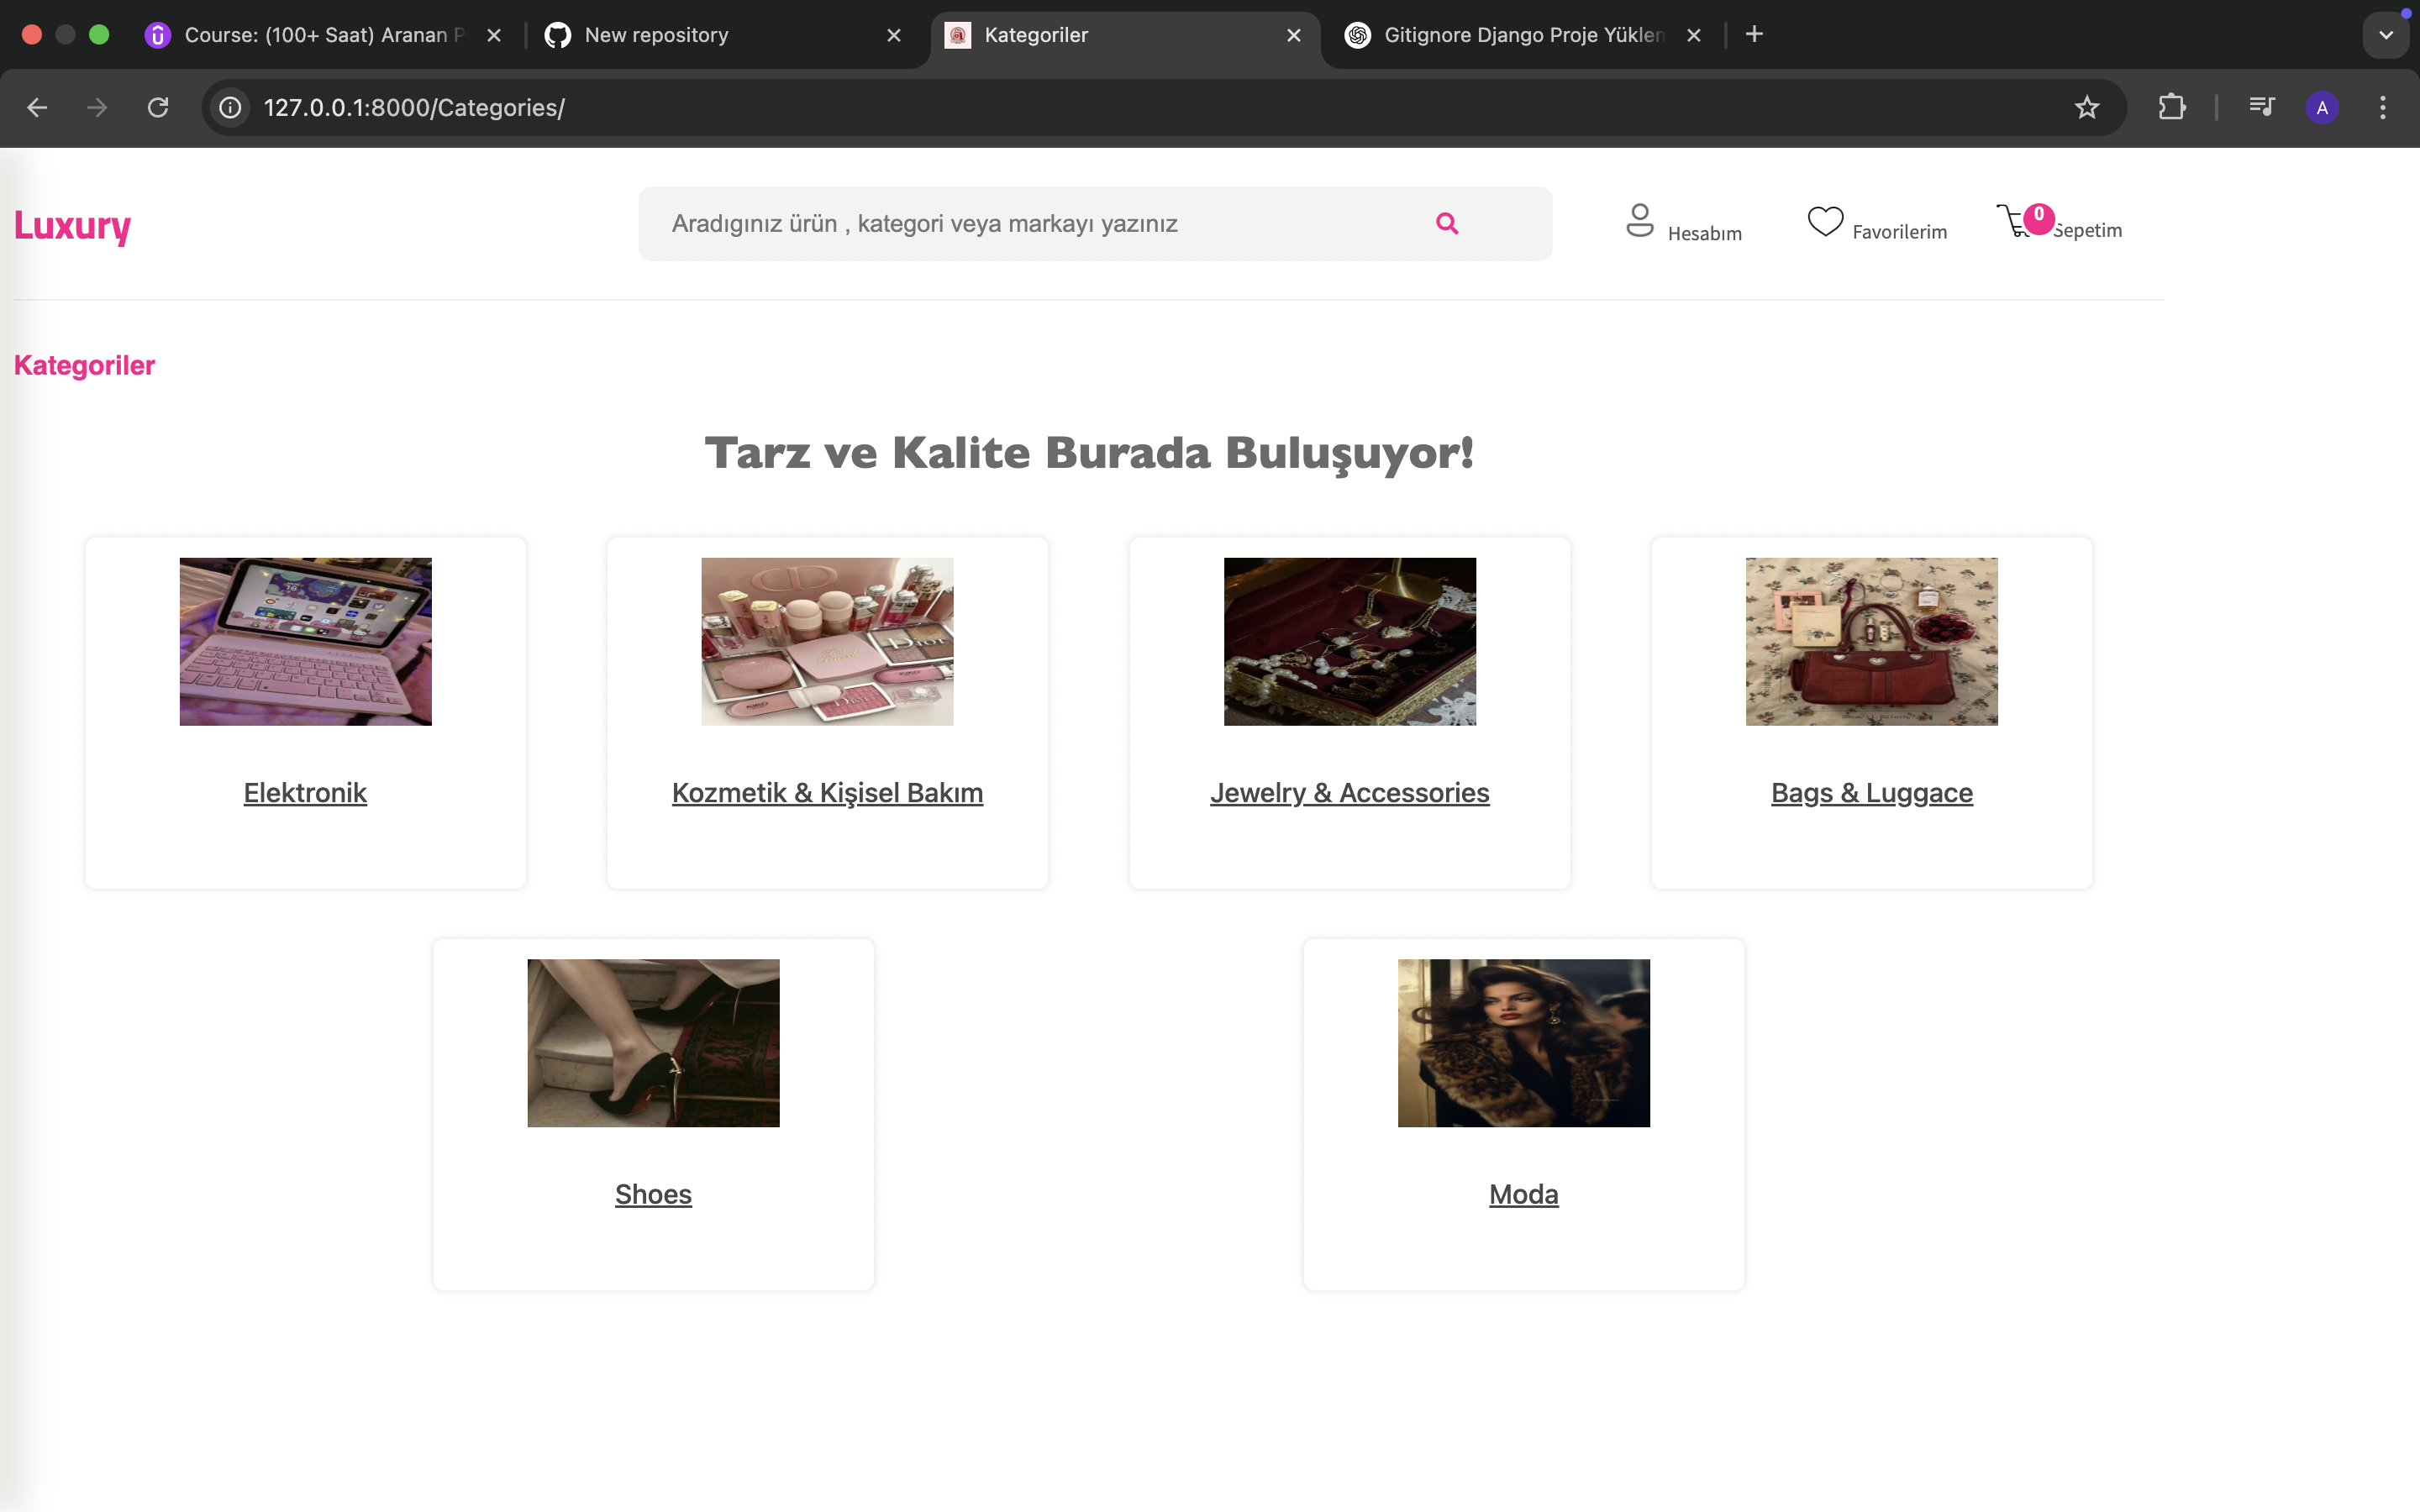 Course: (100+ Saat) Aranan P
New repository
Kategoriler
Gitignore Django Proje Yüklen
127.0.0.1:8000/Categories/
A
Luxury
Aradıgınız ürün , kategori veya markayı yazınız
Hesabım
Favorilerim
0
Sepetim
Kategoriler
Tarz ve Kalite Burada Buluşuyor!
Elektronik
Kozmetik & Kişisel Bakım
Jewelry & Accessories
Bags & Luggace
Shoes
Moda